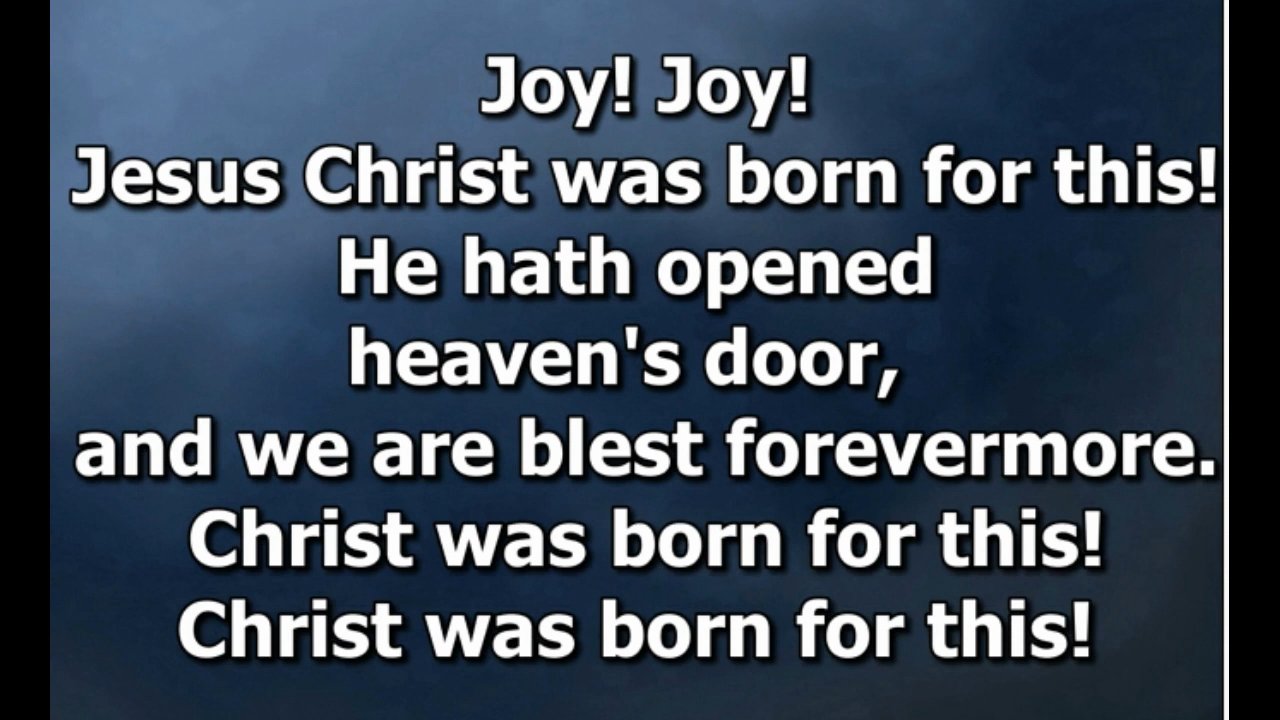 Joy! Joy!
Jesus Christ was born for this!
He hath opened
heaven's door,
and we are blest forevermore.
Christ was born for this!
Christ was born for this!